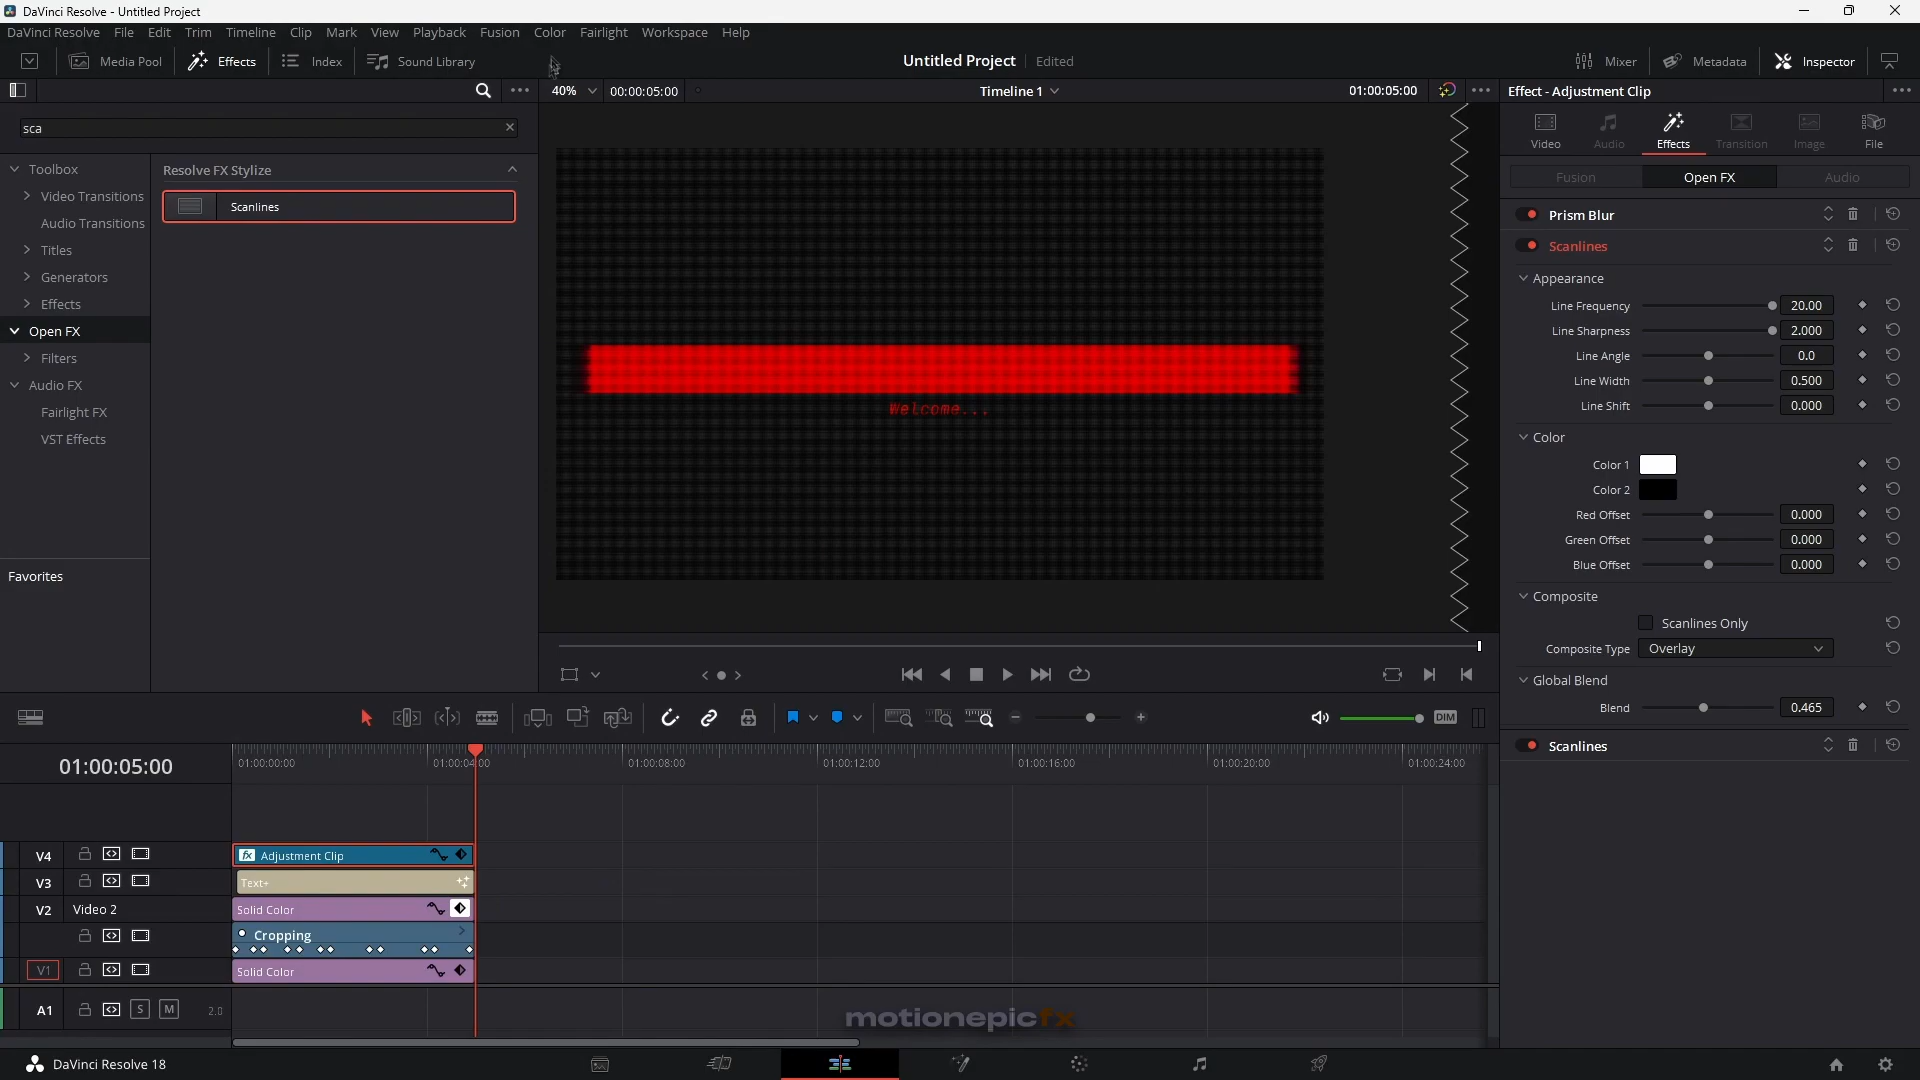 DaVinci Resolve - Untitled Project
DaVinci Resolve File Edit Trim Timeline Clip Mark View Playback Fusion Color Fairlight Workspace Help
Media Pool Effects Index Sound Library Untitled Project Edited Mixer Metadata Inspector
40% 00:00:05:00 Timeline 1 01:00:05:00 Effect - Adjustment Clip
sca
Video Audio Effects Transition Image File
Fusion Open FX Audio
Toolbox
Video Transitions
Audio Transitions
Titles
Generators
Effects
Open FX
Filters
Audio FX
Fairlight FX
VST Effects
Favorites
Resolve FX Stylize
Scanlines
Welcome...
Prism Blur
Scanlines
Appearance
Line Frequency 20.00
Line Sharpness 2.000
Line Angle 0.0
Line Width 0.500
Line Shift 0.000
Color
Color 1
Color 2
Red Offset 0.000
Green Offset 0.000
Blue Offset 0.000
Composite
Scanlines Only
Composite Type Overlay
Global Blend
Blend 0.465
Scanlines
DIM
01:00:05:00 01:00:00:00 01:00:04:00 01:00:08:00 01:00:12:00 01:00:16:00 01:00:20:00 01:00:24:00
V4 fx Adjustment Clip
V3 Text+
V2 Video 2 Solid Color
Cropping
V1 Solid Color
A1 S M 2.0
motionepicfx
DaVinci Resolve 18